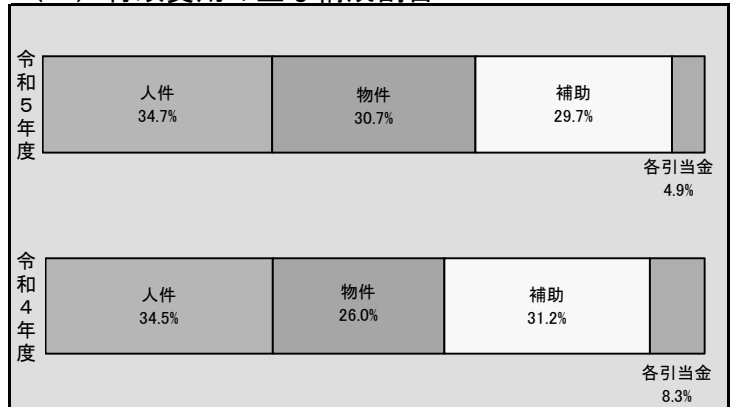 令和5年度
人件
34.7%
物件
30.7%
補助
29.7%
各引当金
4.9%
令和4年度
人件
34.5%
物件
26.0%
補助
31.2%
各引当金
8.3%